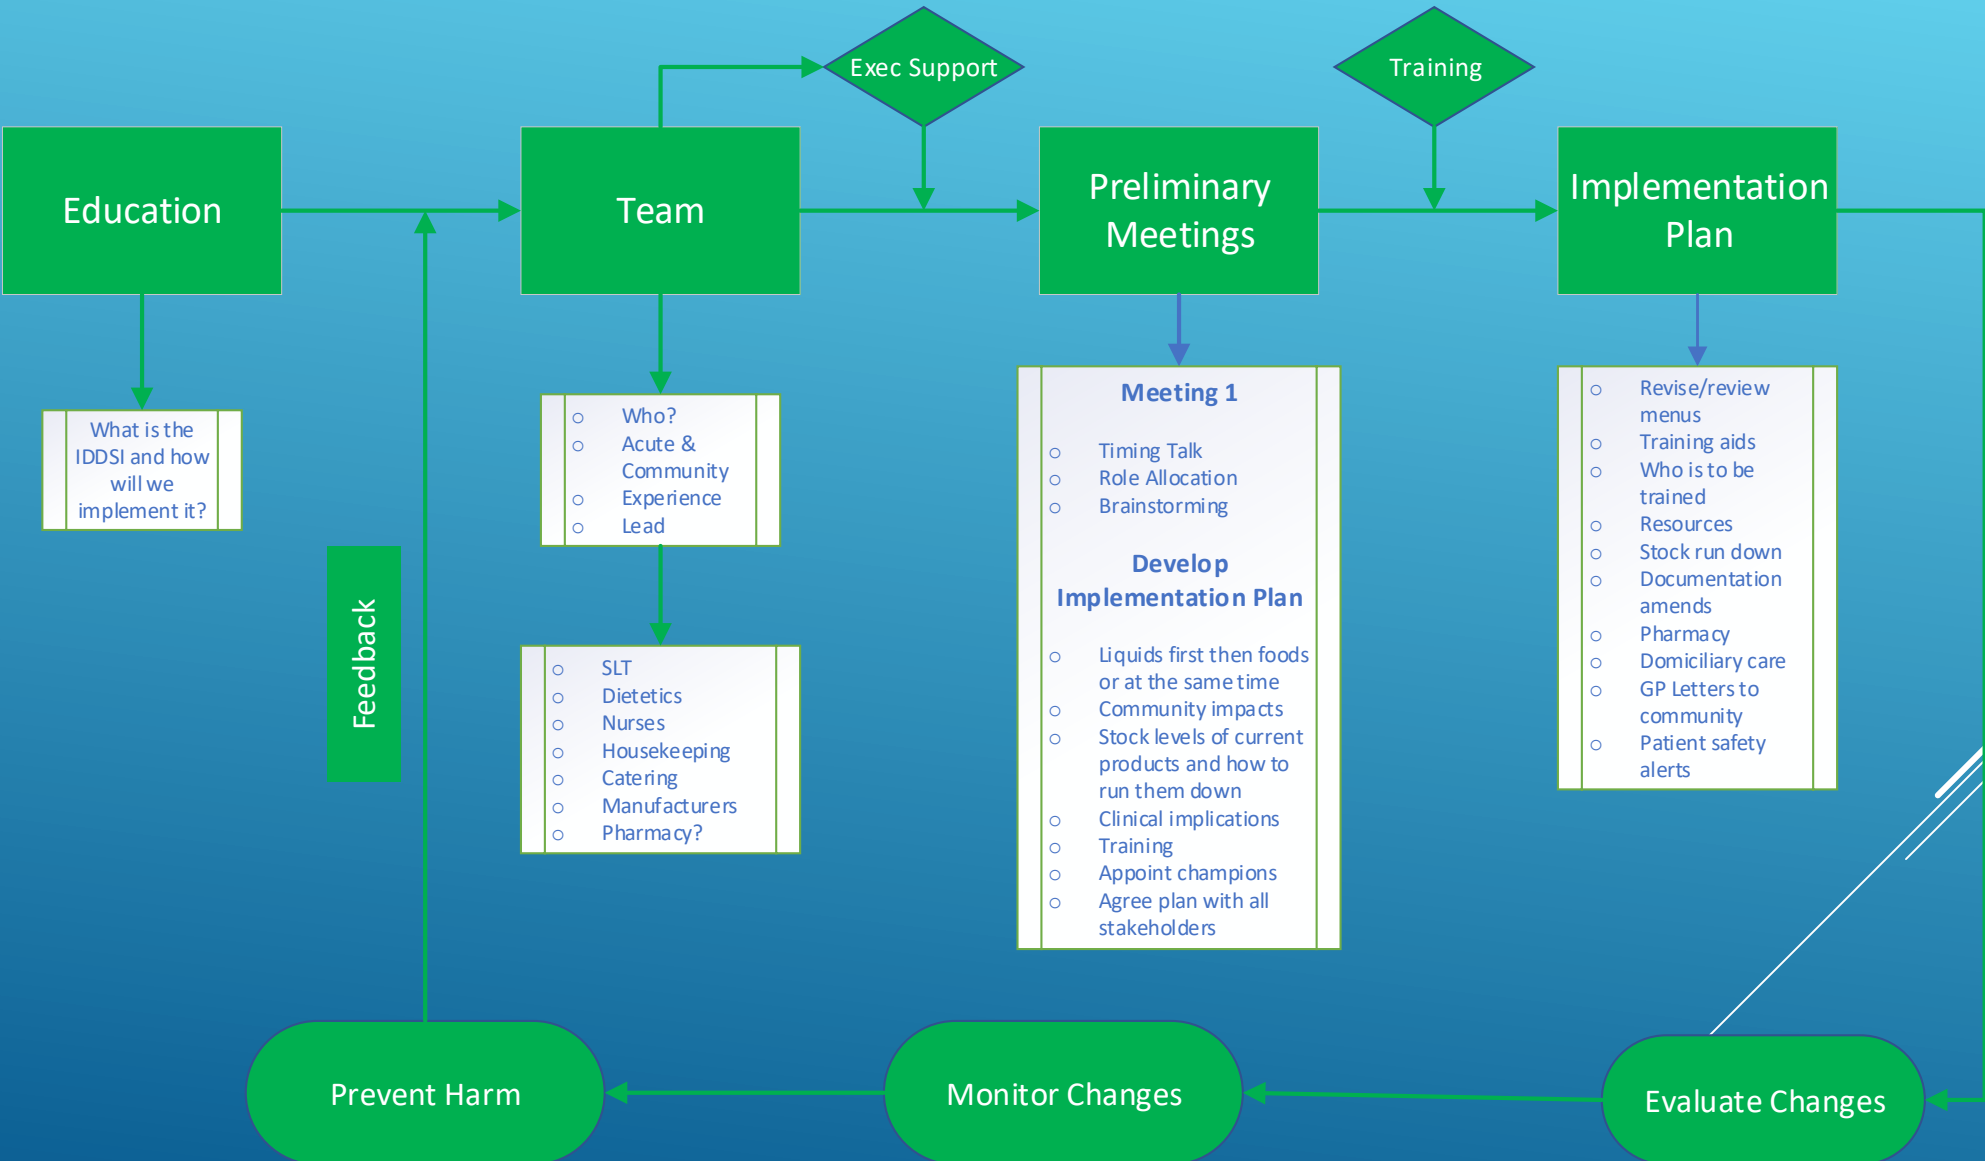 Exec Support
Training
Education
Team
Preliminary
Meetings
Implementation
Plan
What is the
IDDSI and how
will we
implement it?
o Who?
o Acute &
Community
o Experience
o Lead
o SLT
o Dietetics
o Nurses
o Housekeeping
o Catering
o Manufacturers
o Pharmacy?
Meeting 1
o Timing Talk
o Role Allocation
o Brainstorming
Develop
Implementation Plan
o Liquids first then foods
or at the same time
o Community impacts
o Stock levels of current
products and how to
run them down
o Clinical implications
o Training
o Appoint champions
o Agree plan with all
stakeholders
o Revise/review
menus
o Training aids
o Who is to be
trained
o Resources
o Stock run down
o Documentation
amends
o Pharmacy
o Domiciliary care
o GP Letters to
community
o Patient safety
alerts
Feedback
Prevent Harm
Monitor Changes
Evaluate Changes